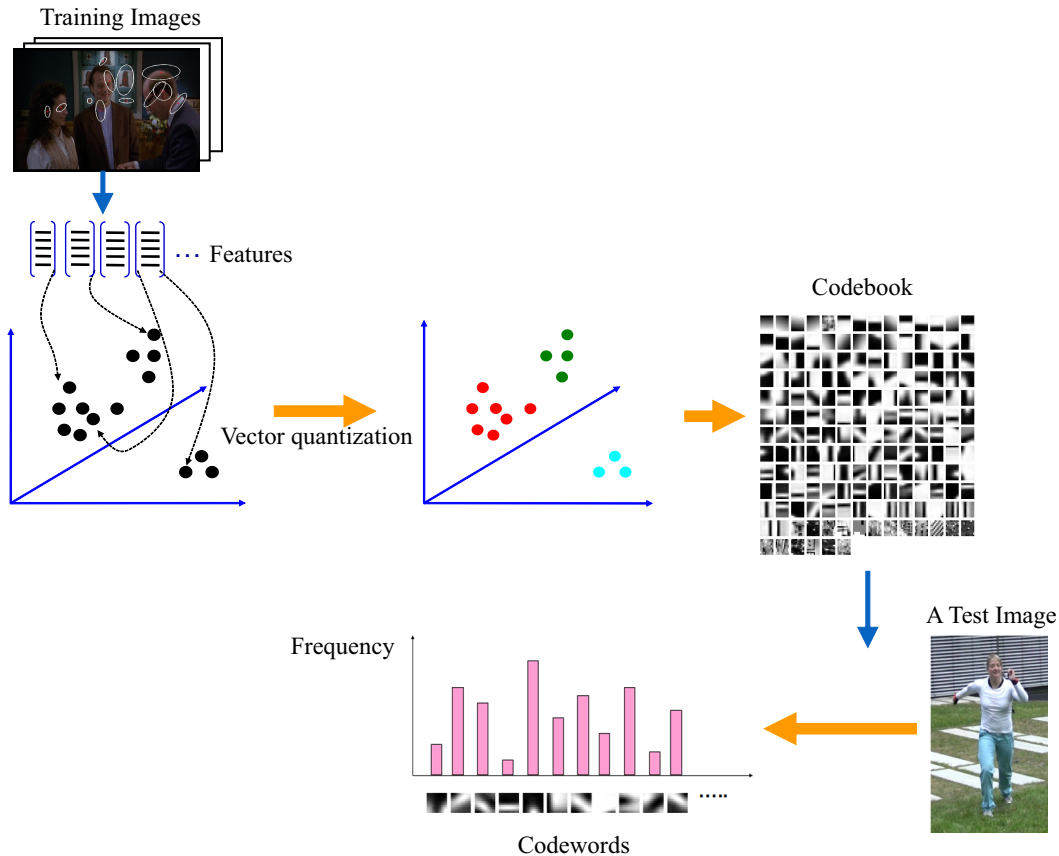 Training Images
... Features
Codebook
Vector quantization
A Test Image
Frequency
.....
Codewords